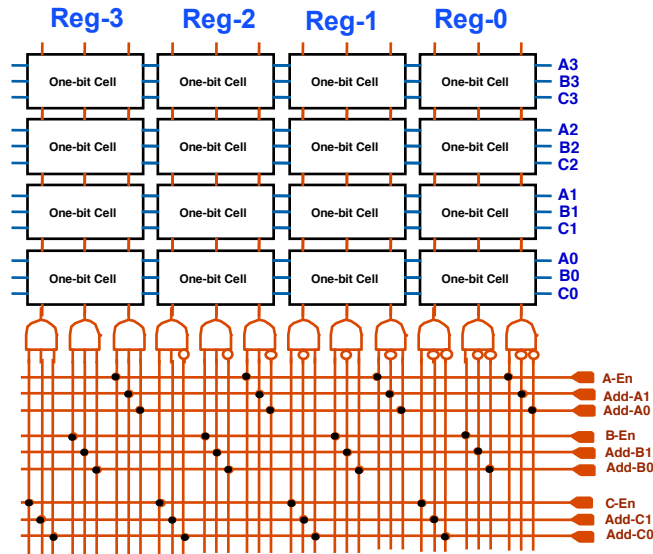 Reg-3 Reg-2 Reg-1 Reg-0
One-bit Cell One-bit Cell One-bit Cell One-bit Cell
A3
B3
C3
One-bit Cell One-bit Cell One-bit Cell One-bit Cell
A2
B2
C2
One-bit Cell One-bit Cell One-bit Cell One-bit Cell
A1
B1
C1
One-bit Cell One-bit Cell One-bit Cell One-bit Cell
A0
B0
C0
A-En
Add-A1
Add-A0
B-En
Add-B1
Add-B0
C-En
Add-C1
Add-C0